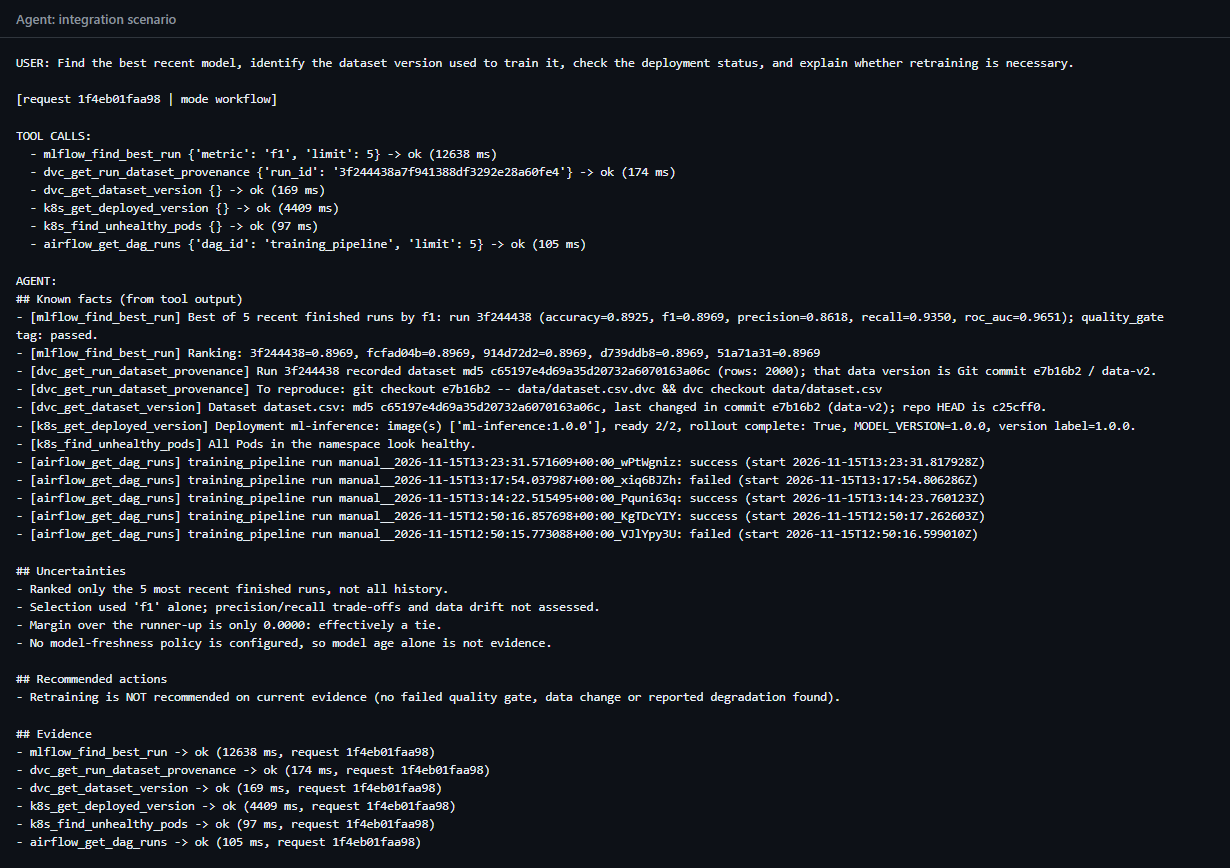 Agent: integration scenario
USER: Find the best recent model, identify the dataset version used to train it, check the deployment status, and explain whether retraining is necessary.
[request 1f4eb01faa98 | mode workflow]
TOOL CALLS:
- mlflow_find_best_run {'metric': 'f1', 'limit': 5} -> ok (12638 ms)
- dvc_get_run_dataset_provenance {'run_id': '3f244438a7f941388df3292e28a60fe4'} -> ok (174 ms)
- dvc_get_dataset_version {} -> ok (169 ms)
- k8s_get_deployed_version {} -> ok (4409 ms)
- k8s_find_unhealthy_pods {} -> ok (97 ms)
- airflow_get_dag_runs {'dag_id': 'training_pipeline', 'limit': 5} -> ok (105 ms)
AGENT:
## Known facts (from tool output)
- [mlflow_find_best_run] Best of 5 recent finished runs by f1: run 3f244438 (accuracy=0.8925, f1=0.8969, precision=0.8618, recall=0.9350, roc_auc=0.9651); quality_gate
tag: passed.
- [mlflow_find_best_run] Ranking: 3f244438=0.8969, fcfad04b=0.8969, 914d72d2=0.8969, d739ddb8=0.8969, 51a71a31=0.8969
- [dvc_get_run_dataset_provenance] Run 3f244438 recorded dataset md5 c65197e4d69a35d20732a6070163a06c (rows: 2000); that data version is Git commit e7b16b2 / data-v2.
- [dvc_get_run_dataset_provenance] To reproduce: git checkout e7b16b2 -- data/dataset.csv.dvc && dvc checkout data/dataset.csv
- [dvc_get_dataset_version] Dataset dataset.csv: md5 c65197e4d69a35d20732a6070163a06c, last changed in commit e7b16b2 (data-v2); repo HEAD is c25cff0.
- [k8s_get_deployed_version] Deployment ml-inference: image(s) ['ml-inference:1.0.0'], ready 2/2, rollout complete: True, MODEL_VERSION=1.0.0, version label=1.0.0.
- [k8s_find_unhealthy_pods] All Pods in the namespace look healthy.
- [airflow_get_dag_runs] training_pipeline run manual__2026-11-15T13:23:31.571609+00:00_wPtWgniz: success (start 2026-11-15T13:23:31.817928Z)
- [airflow_get_dag_runs] training_pipeline run manual__2026-11-15T13:17:54.037987+00:00_xiq6BJZh: failed (start 2026-11-15T13:17:54.806286Z)
- [airflow_get_dag_runs] training_pipeline run manual__2026-11-15T13:14:22.515495+00:00_Pquni63q: success (start 2026-11-15T13:14:23.760123Z)
- [airflow_get_dag_runs] training_pipeline run manual__2026-11-15T12:50:16.857698+00:00_KgTDcYIY: success (start 2026-11-15T12:50:17.262603Z)
- [airflow_get_dag_runs] training_pipeline run manual__2026-11-15T12:50:15.773088+00:00_VJlYpy3U: failed (start 2026-11-15T12:50:16.599010Z)
## Uncertainties
- Ranked only the 5 most recent finished runs, not all history.
- Selection used 'f1' alone; precision/recall trade-offs and data drift not assessed.
- Margin over the runner-up is only 0.0000: effectively a tie.
- No model-freshness policy is configured, so model age alone is not evidence.
## Recommended actions
- Retraining is NOT recommended on current evidence (no failed quality gate, data change or reported degradation found).
## Evidence
- mlflow_find_best_run -> ok (12638 ms, request 1f4eb01faa98)
- dvc_get_run_dataset_provenance -> ok (174 ms, request 1f4eb01faa98)
- dvc_get_dataset_version -> ok (169 ms, request 1f4eb01faa98)
- k8s_get_deployed_version -> ok (4409 ms, request 1f4eb01faa98)
- k8s_find_unhealthy_pods -> ok (97 ms, request 1f4eb01faa98)
- airflow_get_dag_runs -> ok (105 ms, request 1f4eb01faa98)